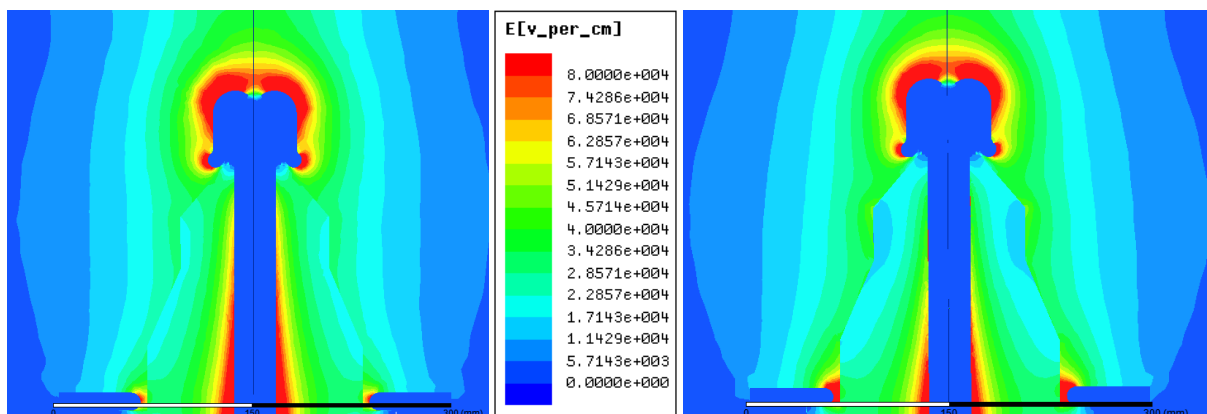 E[v_per_cm]
8.0000e+004
7.4286e+004
6.8571e+004
6.2857e+004
5.7143e+004
5.1429e+004
4.5714e+004
4.0000e+004
3.4286e+004
2.8571e+004
2.2857e+004
1.7143e+004
1.1429e+004
5.7143e+003
0.0000e+000
0 150 300 (mm)
0 150 300 (mm)